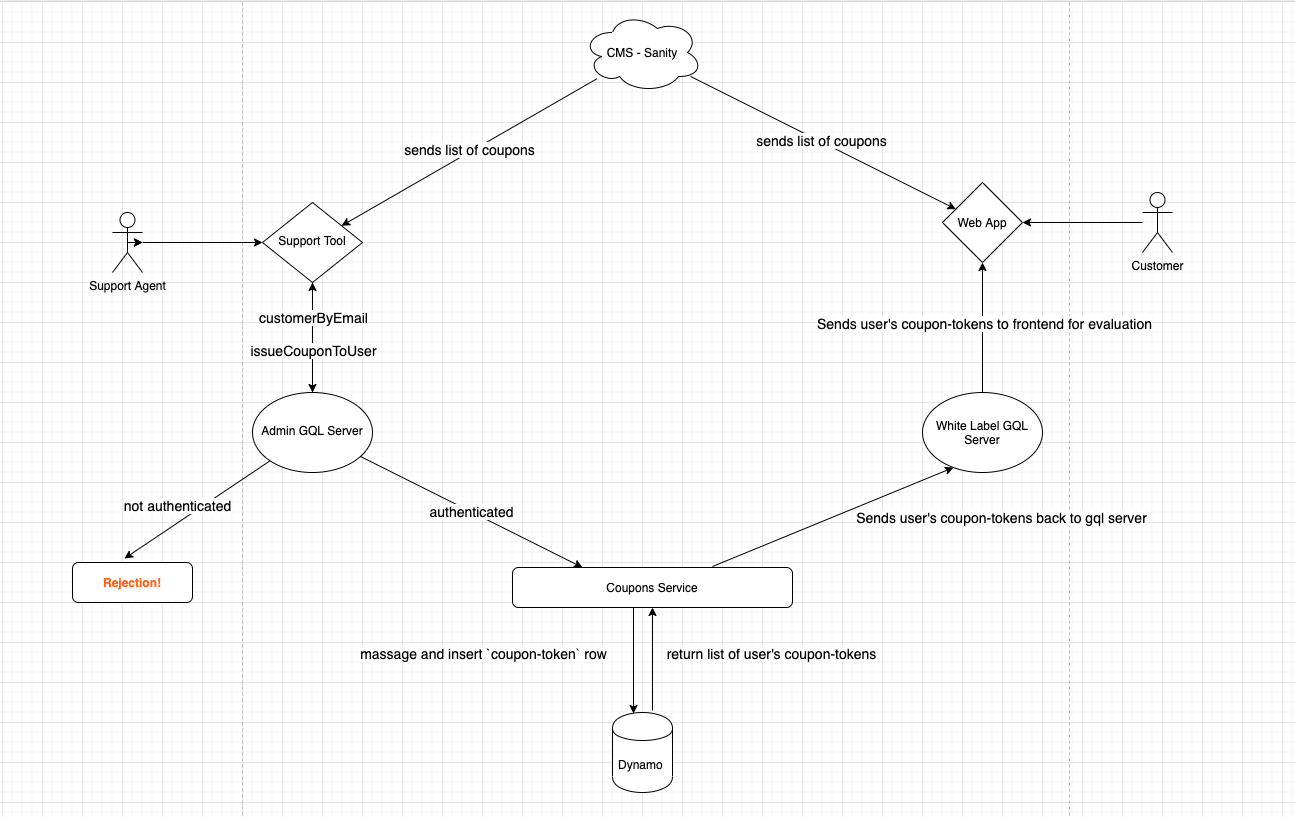 CMS - Sanity
sends list of coupons
sends list of coupons
Support Tool
Web App
Support Agent
Customer
customerByEmail
issueCouponToUser
Sends user's coupon-tokens to frontend for evaluation
Admin GQL Server
White Label GQL
Server
not authenticated
authenticated
Sends user's coupon-tokens back to gql server
Rejection!
Coupons Service
massage and insert `coupon-token` row
return list of user's coupon-tokens
Dynamo